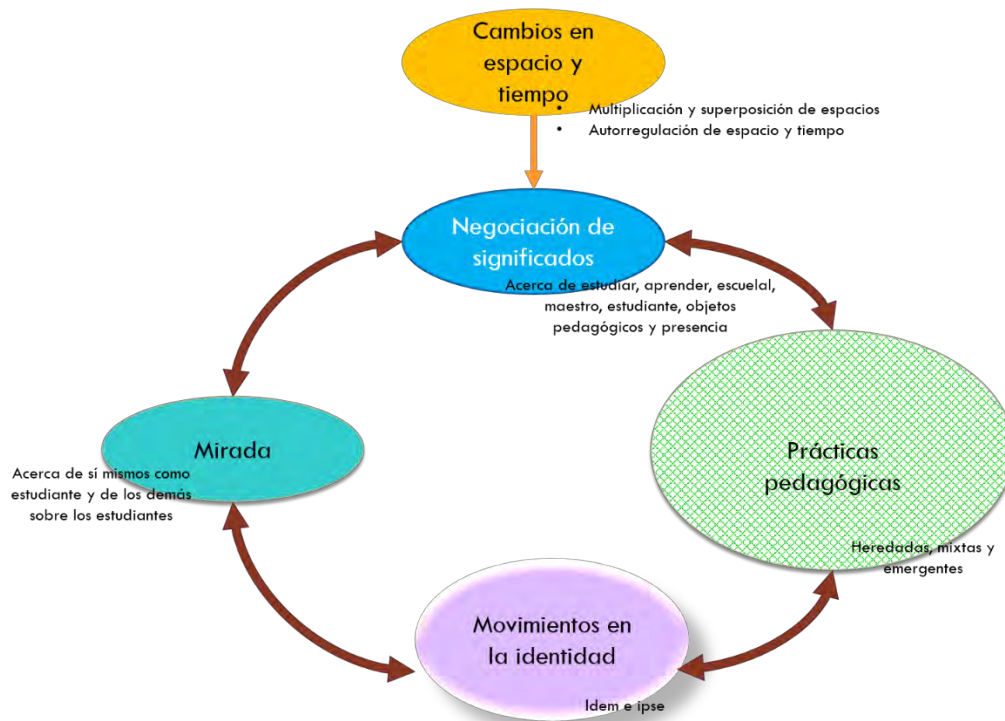 Cambios en
espacio y
tiempo
• Multiplicación y superposición de espacios
• Autorregulación de espacio y tiempo
Negociación de
significados
Acerca de estudiar, aprender, escuelal,
maestro, estudiante, objetos
pedagógicos y presencia
Mirada
Acerca de sí mismos como
estudiante y de los demás
sobre los estudiantes
Prácticas
pedagógicas
Heredadas, mixtas y
emergentes
Movimientos en
la identidad
Idem e ipse